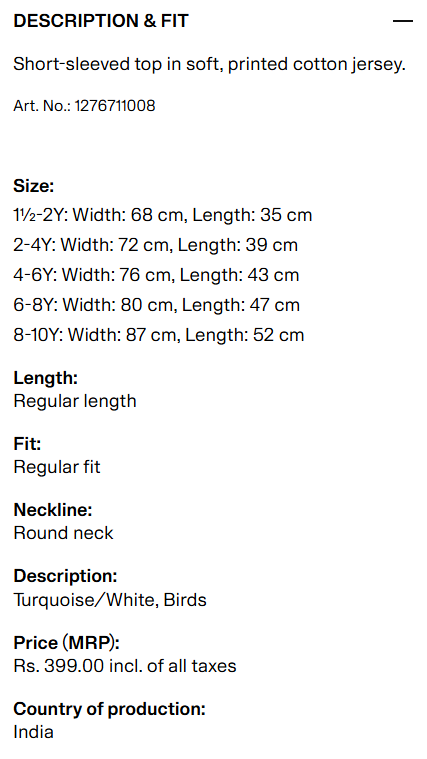 DESCRIPTION & FIT
Short-sleeved top in soft, printed cotton jersey.
Art. No.: 1276711008
Size:
1½-2Y: Width: 68 cm, Length: 35 cm
2-4Y: Width: 72 cm, Length: 39 cm
4-6Y: Width: 76 cm, Length: 43 cm
6-8Y: Width: 80 cm, Length: 47 cm
8-10Y: Width: 87 cm, Length: 52 cm
Length:
Regular length
Fit:
Regular fit
Neckline:
Round neck
Description:
Turquoise/White, Birds
Price (MRP):
Rs. 399.00 incl. of all taxes
Country of production:
India